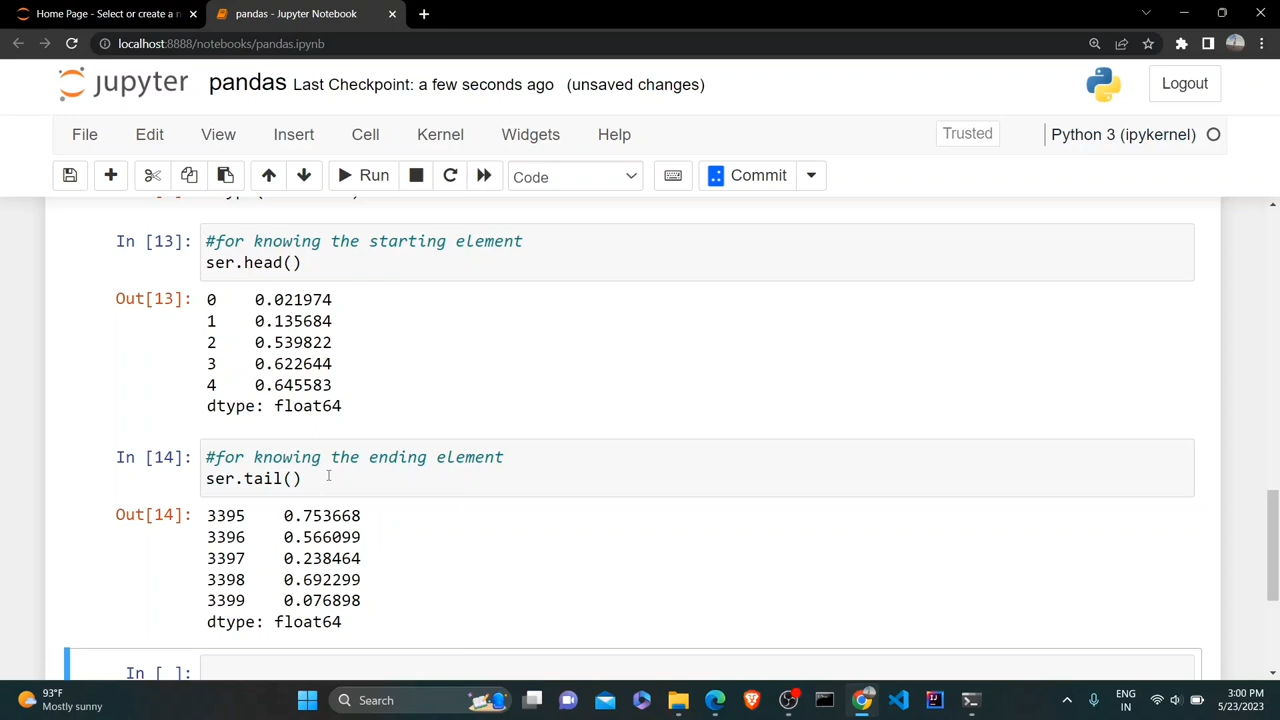 Home Page - Select or create a n
pandas - Jupyter Notebook
localhost:8888/notebooks/pandas.ipynb
jupyter pandas Last Checkpoint: a few seconds ago (unsaved changes)
Logout
File Edit View Insert Cell Kernel Widgets Help
Trusted
Python 3 (ipykernel)
Run
Code
Commit
In [13]: #for knowing the starting element
ser.head()
Out[13]: 0 0.021974
1 0.135684
2 0.539822
3 0.622644
4 0.645583
dtype: float64
In [14]: #for knowing the ending element
ser.tail()
Out[14]: 3395 0.753668
3396 0.566099
3397 0.238464
3398 0.692299
3399 0.076898
dtype: float64
In [ ]:
93°F
Mostly sunny
Search
ENG
IN
3:00 PM
5/23/2023